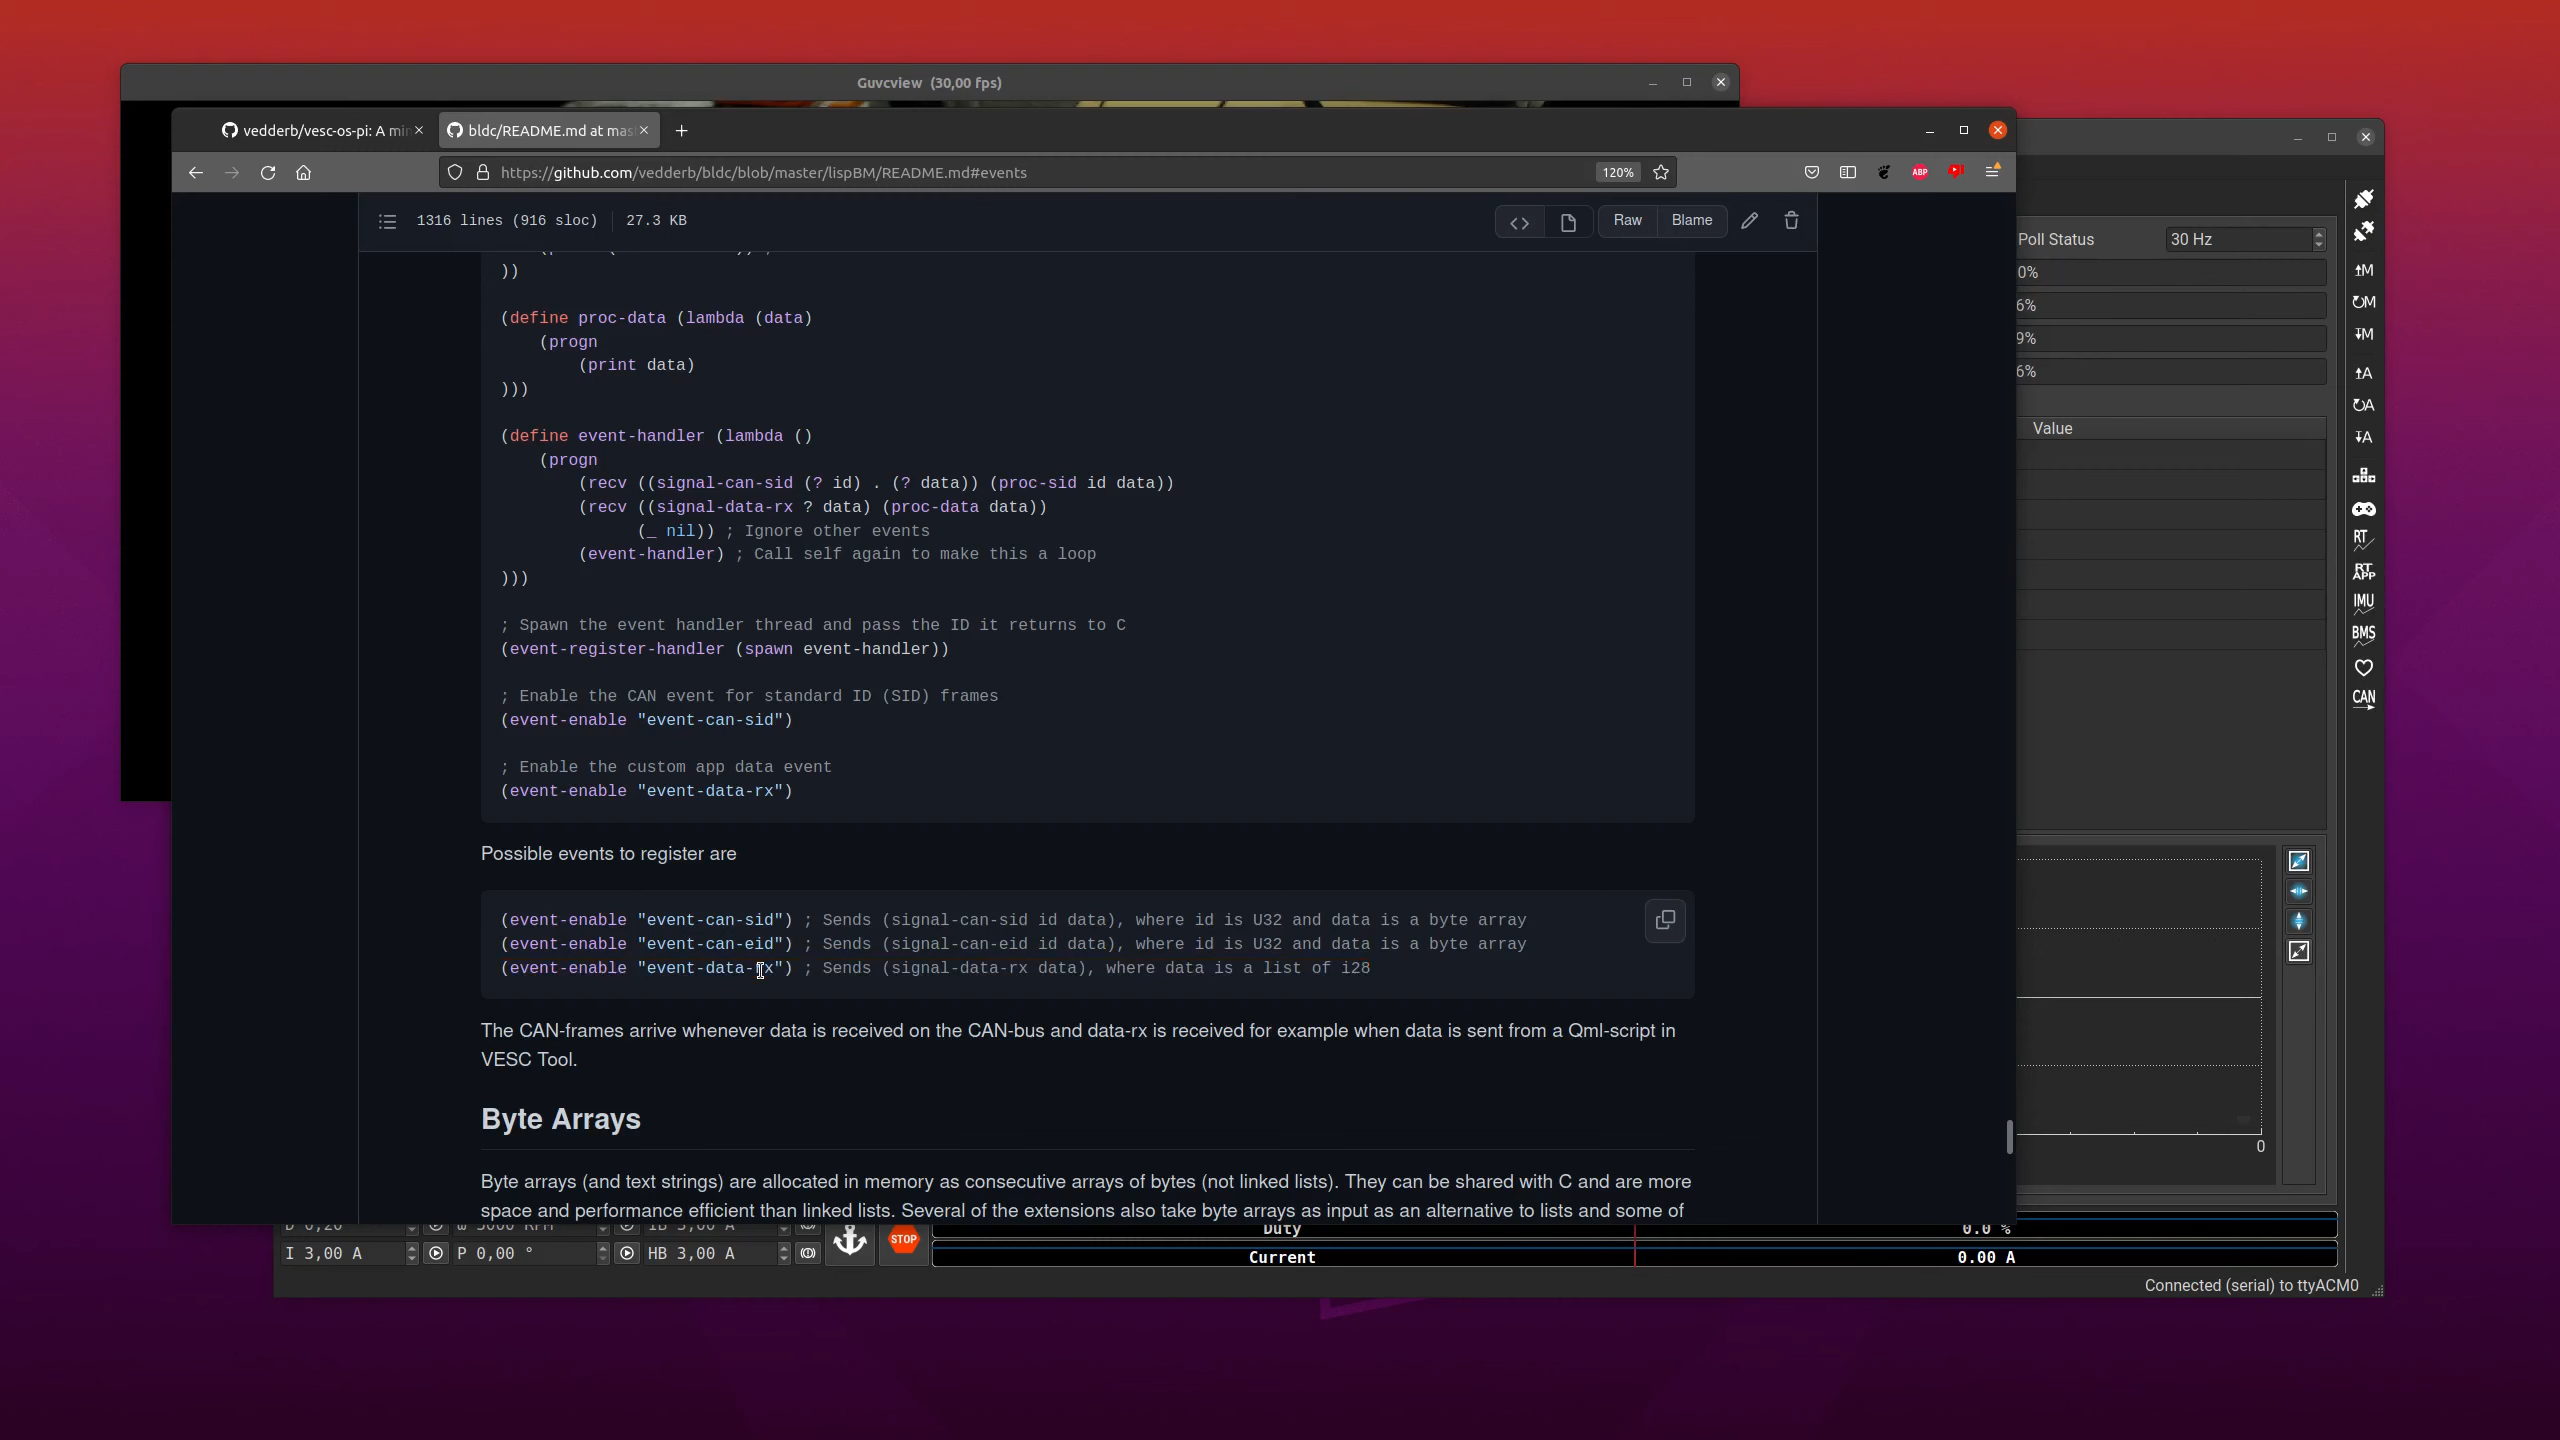 Guvcview (30,00 fps)
vedderb/vesc-os-pi: A min
bldc/README.md at mas
https://github.com/vedderb/bldc/blob/master/lispBM/README.md#events
120%
ABP
1316 lines (916 sloc)
27.3 KB
Raw
Blame
))
(define proc-data (lambda (data)
(progn
(print data)
)))
(define event-handler (lambda ()
(progn
(recv ((signal-can-sid (? id) . (? data)) (proc-sid id data))
(recv ((signal-data-rx ? data) (proc-data data))
(_ nil)) ; Ignore other events
(event-handler) ; Call self again to make this a loop
)))
; Spawn the event handler thread and pass the ID it returns to C
(event-register-handler (spawn event-handler))
; Enable the CAN event for standard ID (SID) frames
(event-enable "event-can-sid")
; Enable the custom app data event
(event-enable "event-data-rx")
Possible events to register are
(event-enable "event-can-sid") ; Sends (signal-can-sid id data), where id is U32 and data is a byte array
(event-enable "event-can-eid") ; Sends (signal-can-eid id data), where id is U32 and data is a byte array
(event-enable "event-data-rx") ; Sends (signal-data-rx data), where data is a list of i28
The CAN-frames arrive whenever data is received on the CAN-bus and data-rx is received for example when data is sent from a Qml-script in
VESC Tool.
Byte Arrays
Byte arrays (and text strings) are allocated in memory as consecutive arrays of bytes (not linked lists). They can be shared with C and are more
space and performance efficient than linked lists. Several of the extensions also take byte arrays as input as an alternative to lists and some of
Poll Status
30 Hz
0%
6%
9%
6%
Value
M
M
M
A
A
A
RT
RT
APP
IMU
BMS
CAN
0
Duty
0.0 %
I 3,00 A
P 0,00 °
HB 3,00 A
STOP
Current
0.00 A
Connected (serial) to ttyACM0